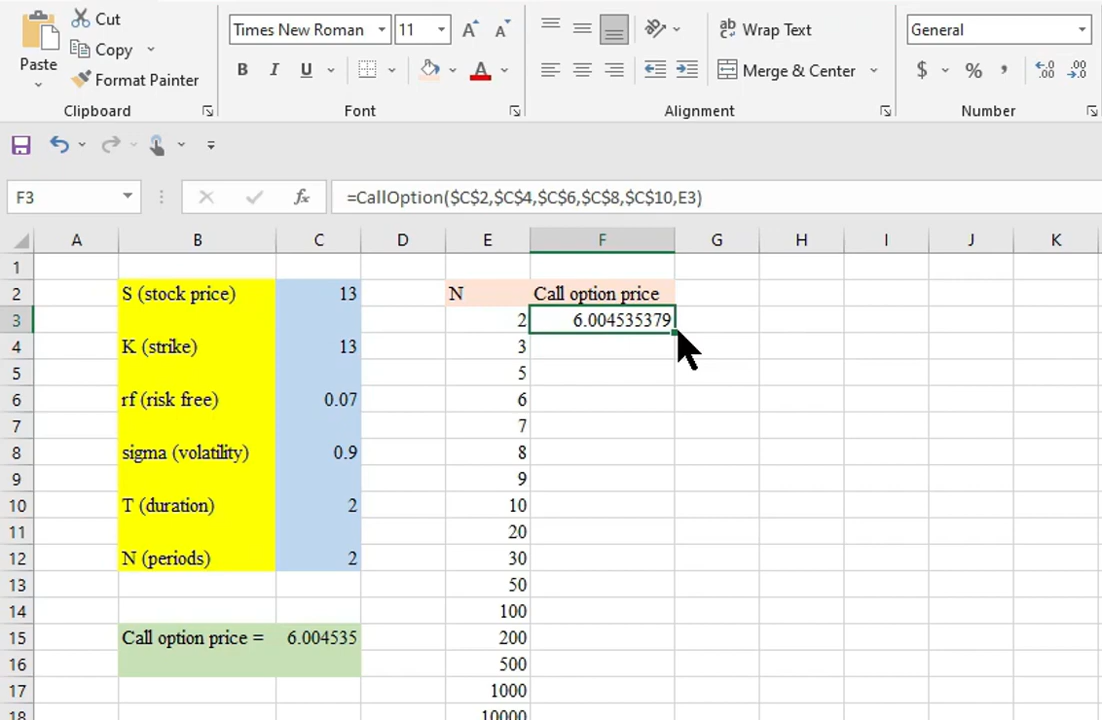 Cut
Copy
Paste
Format Painter
Clipboard
Times New Roman
11
A A
B I U A
Font
ab
Wrap Text
Merge & Center
Alignment
General
$ % ,
Number
F3
fx
=CallOption($C$2,$C$4,$C$6,$C$8,$C$10,E3)
A B C D E F G H I J K
1
2 S (stock price) 13 N Call option price
3 2 6.004535379
4 K (strike) 13 3
5 5
6 rf (risk free) 0.07 6
7 7
8 sigma (volatility) 0.9 8
9 9
10 T (duration) 2 10
11 20
12 N (periods) 2 30
13 50
14 100
15 Call option price = 6.004535 200
16 500
17 1000
18 10000